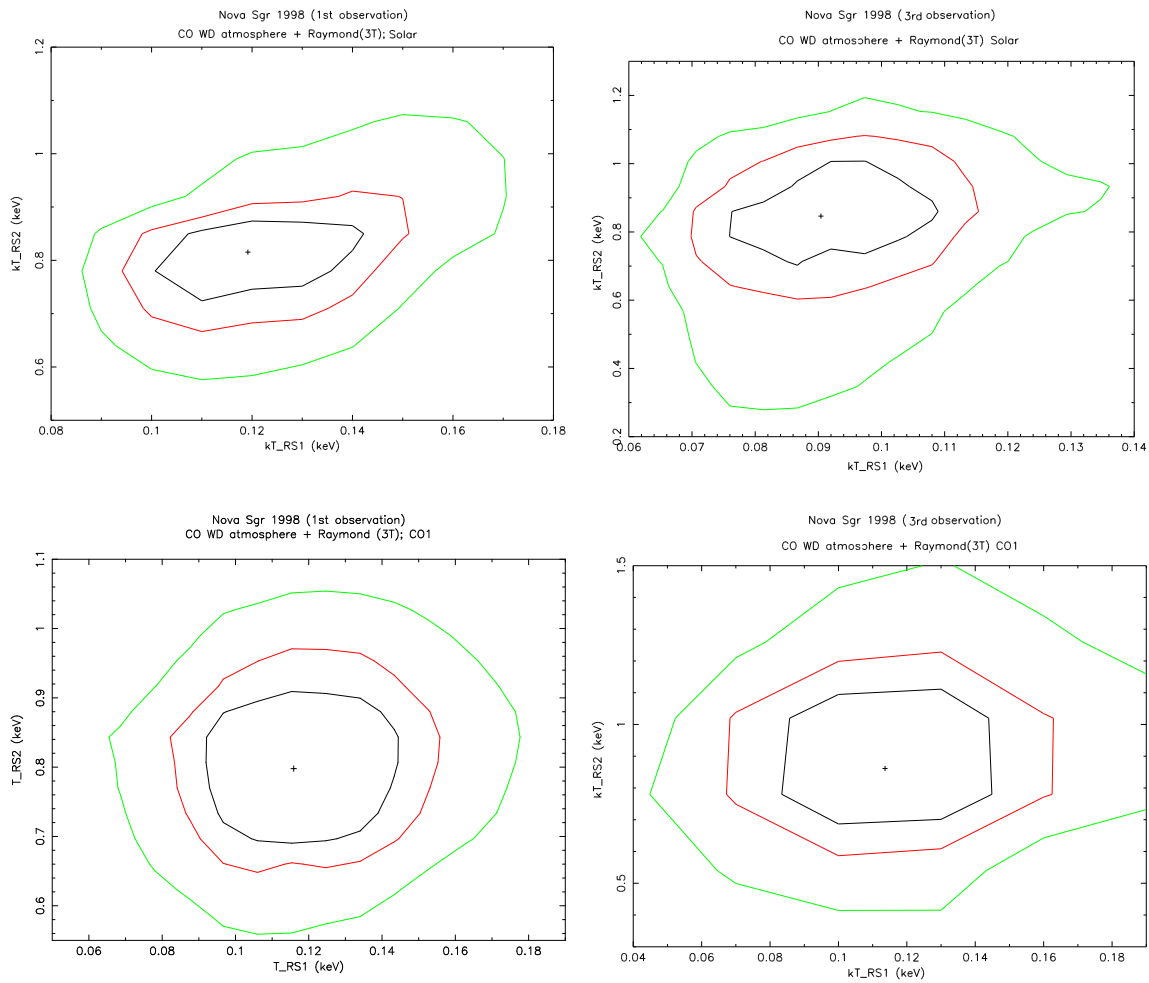 Nova Sgr 1998 (1st observation)
CO WD atmosphere + Raymond(3T); Solar
1.2
1
0.8
0.6
kT_RS2 (keV)
0.08 0.1 0.12 0.14 0.16 0.18
kT_RS1 (keV)
Nova Sgr 1998 (3rd observation)
CO WD atmosphere + Raymond(3T) Solar
1.2
1
0.8
0.6
0.4
0.2
kT_RS2 (keV)
0.06 0.07 0.08 0.09 0.1 0.11 0.12 0.13 0.14
kT_RS1 (keV)
Nova Sgr 1998 (1st observation)
CO WD atmosphere + Raymond (3T); CO1
1.1
1
0.9
0.8
0.7
0.6
T_RS2 (keV)
0.06 0.08 0.1 0.12 0.14 0.16 0.18
T_RS1 (keV)
Nova Sgr 1998 (3rd observation)
CO WD atmosphere + Raymond(3T) CO1
1.5
1
0.5
kT_RS2 (keV)
0.04 0.06 0.08 0.1 0.12 0.14 0.16 0.18
kT_RS1 (keV)